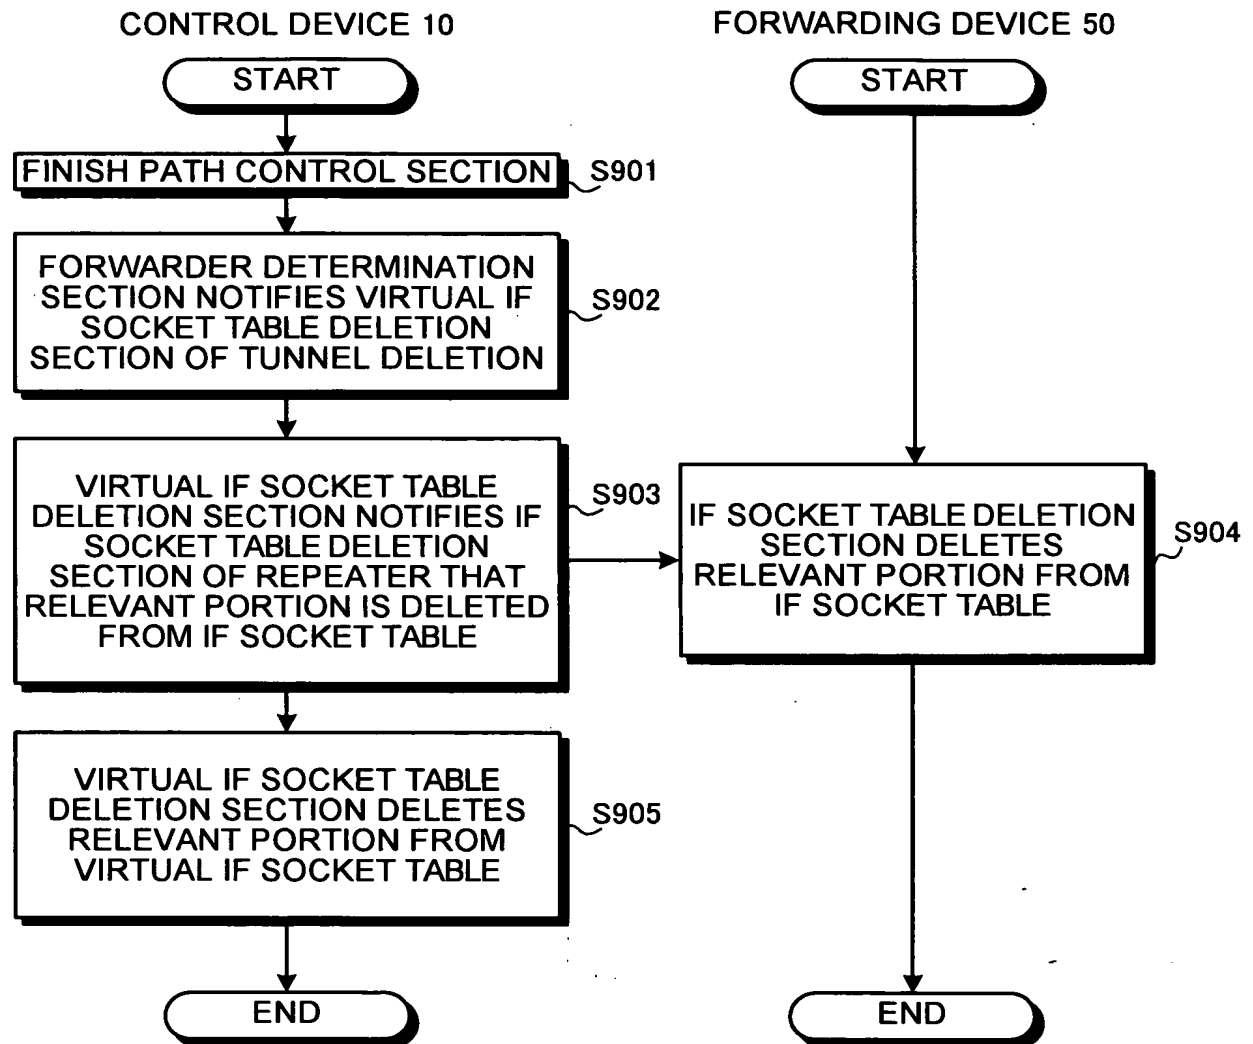 CONTROL DEVICE 10
START
FINISH PATH CONTROL SECTION
S901
FORWARDER DETERMINATION
SECTION NOTIFIES VIRTUAL IF
SOCKET TABLE DELETION
SECTION OF TUNNEL DELETION
S902
VIRTUAL IF SOCKET TABLE
DELETION SECTION NOTIFIES IF
SOCKET TABLE DELETION
SECTION OF REPEATER THAT
RELEVANT PORTION IS DELETED
FROM IF SOCKET TABLE
S903
VIRTUAL IF SOCKET TABLE
DELETION SECTION DELETES
RELEVANT PORTION FROM
VIRTUAL IF SOCKET TABLE
S905
END
FORWARDING DEVICE 50
START
IF SOCKET TABLE DELETION
SECTION DELETES
RELEVANT PORTION FROM
IF SOCKET TABLE
S904
END